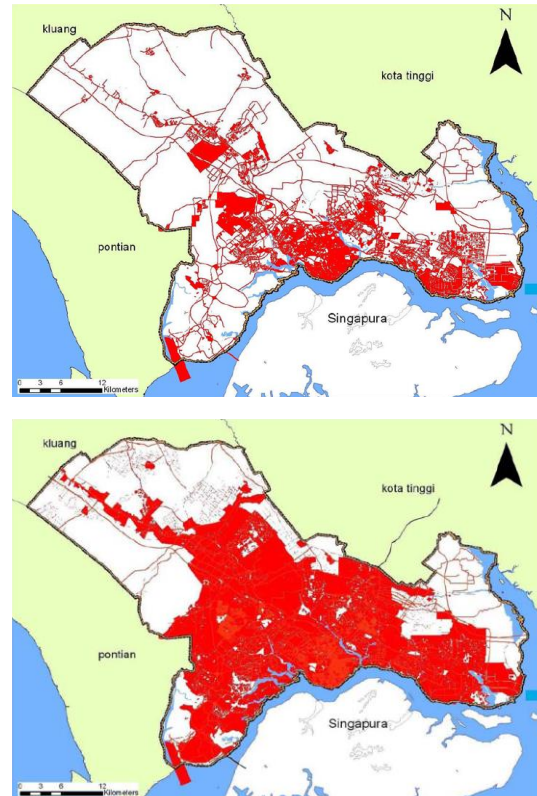 kluang
N
kota tinggi
pontian
Singapura
0 3 6 12
Kilometers
kluang
N
kota tinggi
pontian
Singapura
0 3 6 12
Kilometers